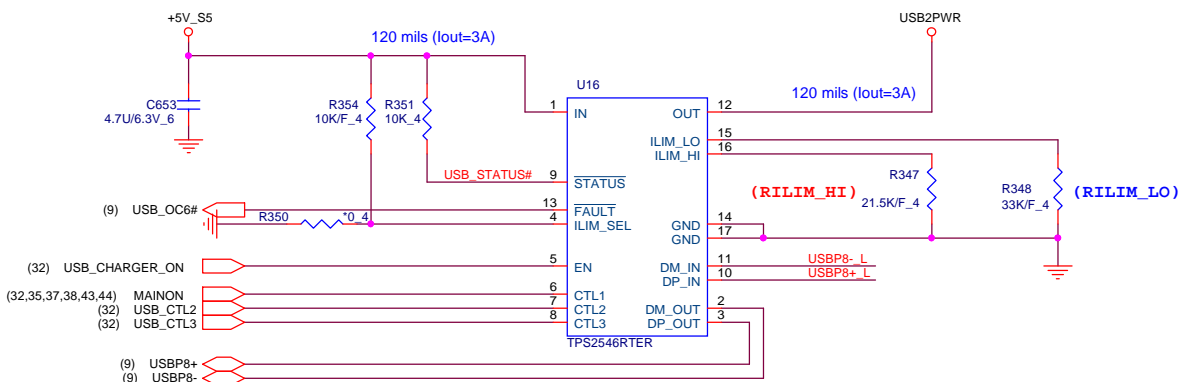 +5V_S5
USB2PWR
120 mils (Iout=3A)
U16
C653
4.7U/6.3V_6
R354
10K/F_4
R351
10K_4
120 mils (Iout=3A)
1 IN OUT 12
ILIM_LO 15
ILIM_HI 16
USB_STATUS# 9 STATUS
(RILIM_HI)
R347
21.5K/F_4
R348
33K/F_4
(RILIM_LO)
(9) USB_OC6# 13 FAULT
R350 *0_4 4 ILIM_SEL
GND 14
GND 17
(32) USB_CHARGER_ON 5 EN
DM_IN 11 USBP8-_L
DP_IN 10 USBP8+_L
(32,35,37,38,43,44) MAINON 6 CTL1
(32) USB_CTL2 7 CTL2
(32) USB_CTL3 8 CTL3
DM_OUT 2
DP_OUT 3
TPS2546RTER
(9) USBP8+
(9) USBP8-